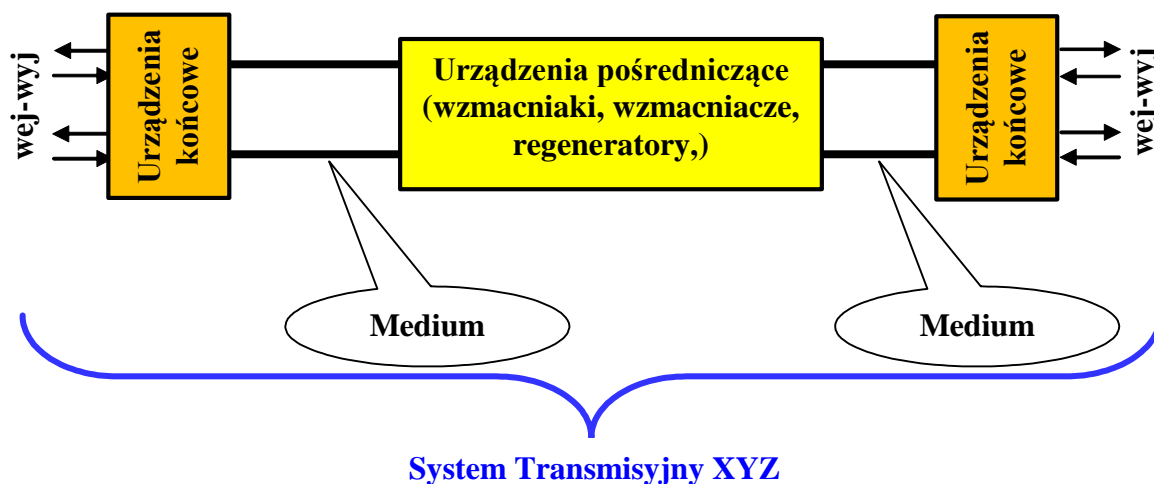 wej-wyj
Urządzenia
końcowe
Urządzenia pośredniczące
(wzmacniaki, wzmacniacze,
regeneratory,)
Urządzenia
końcowe
wej-wyj
Medium
Medium
System Transmisyjny XYZ